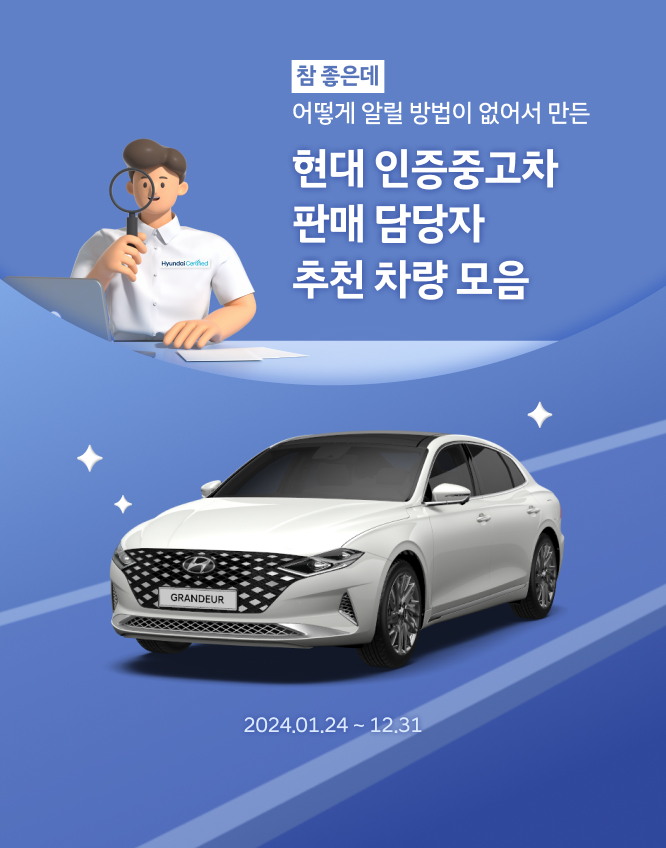 참 좋은데
어떻게 알릴 방법이 없어서 만든
현대 인증중고차
판매 담당자
추천 차량 모음
Hyundai Certified
GRANDEUR
2024.01.24 ~ 12.31